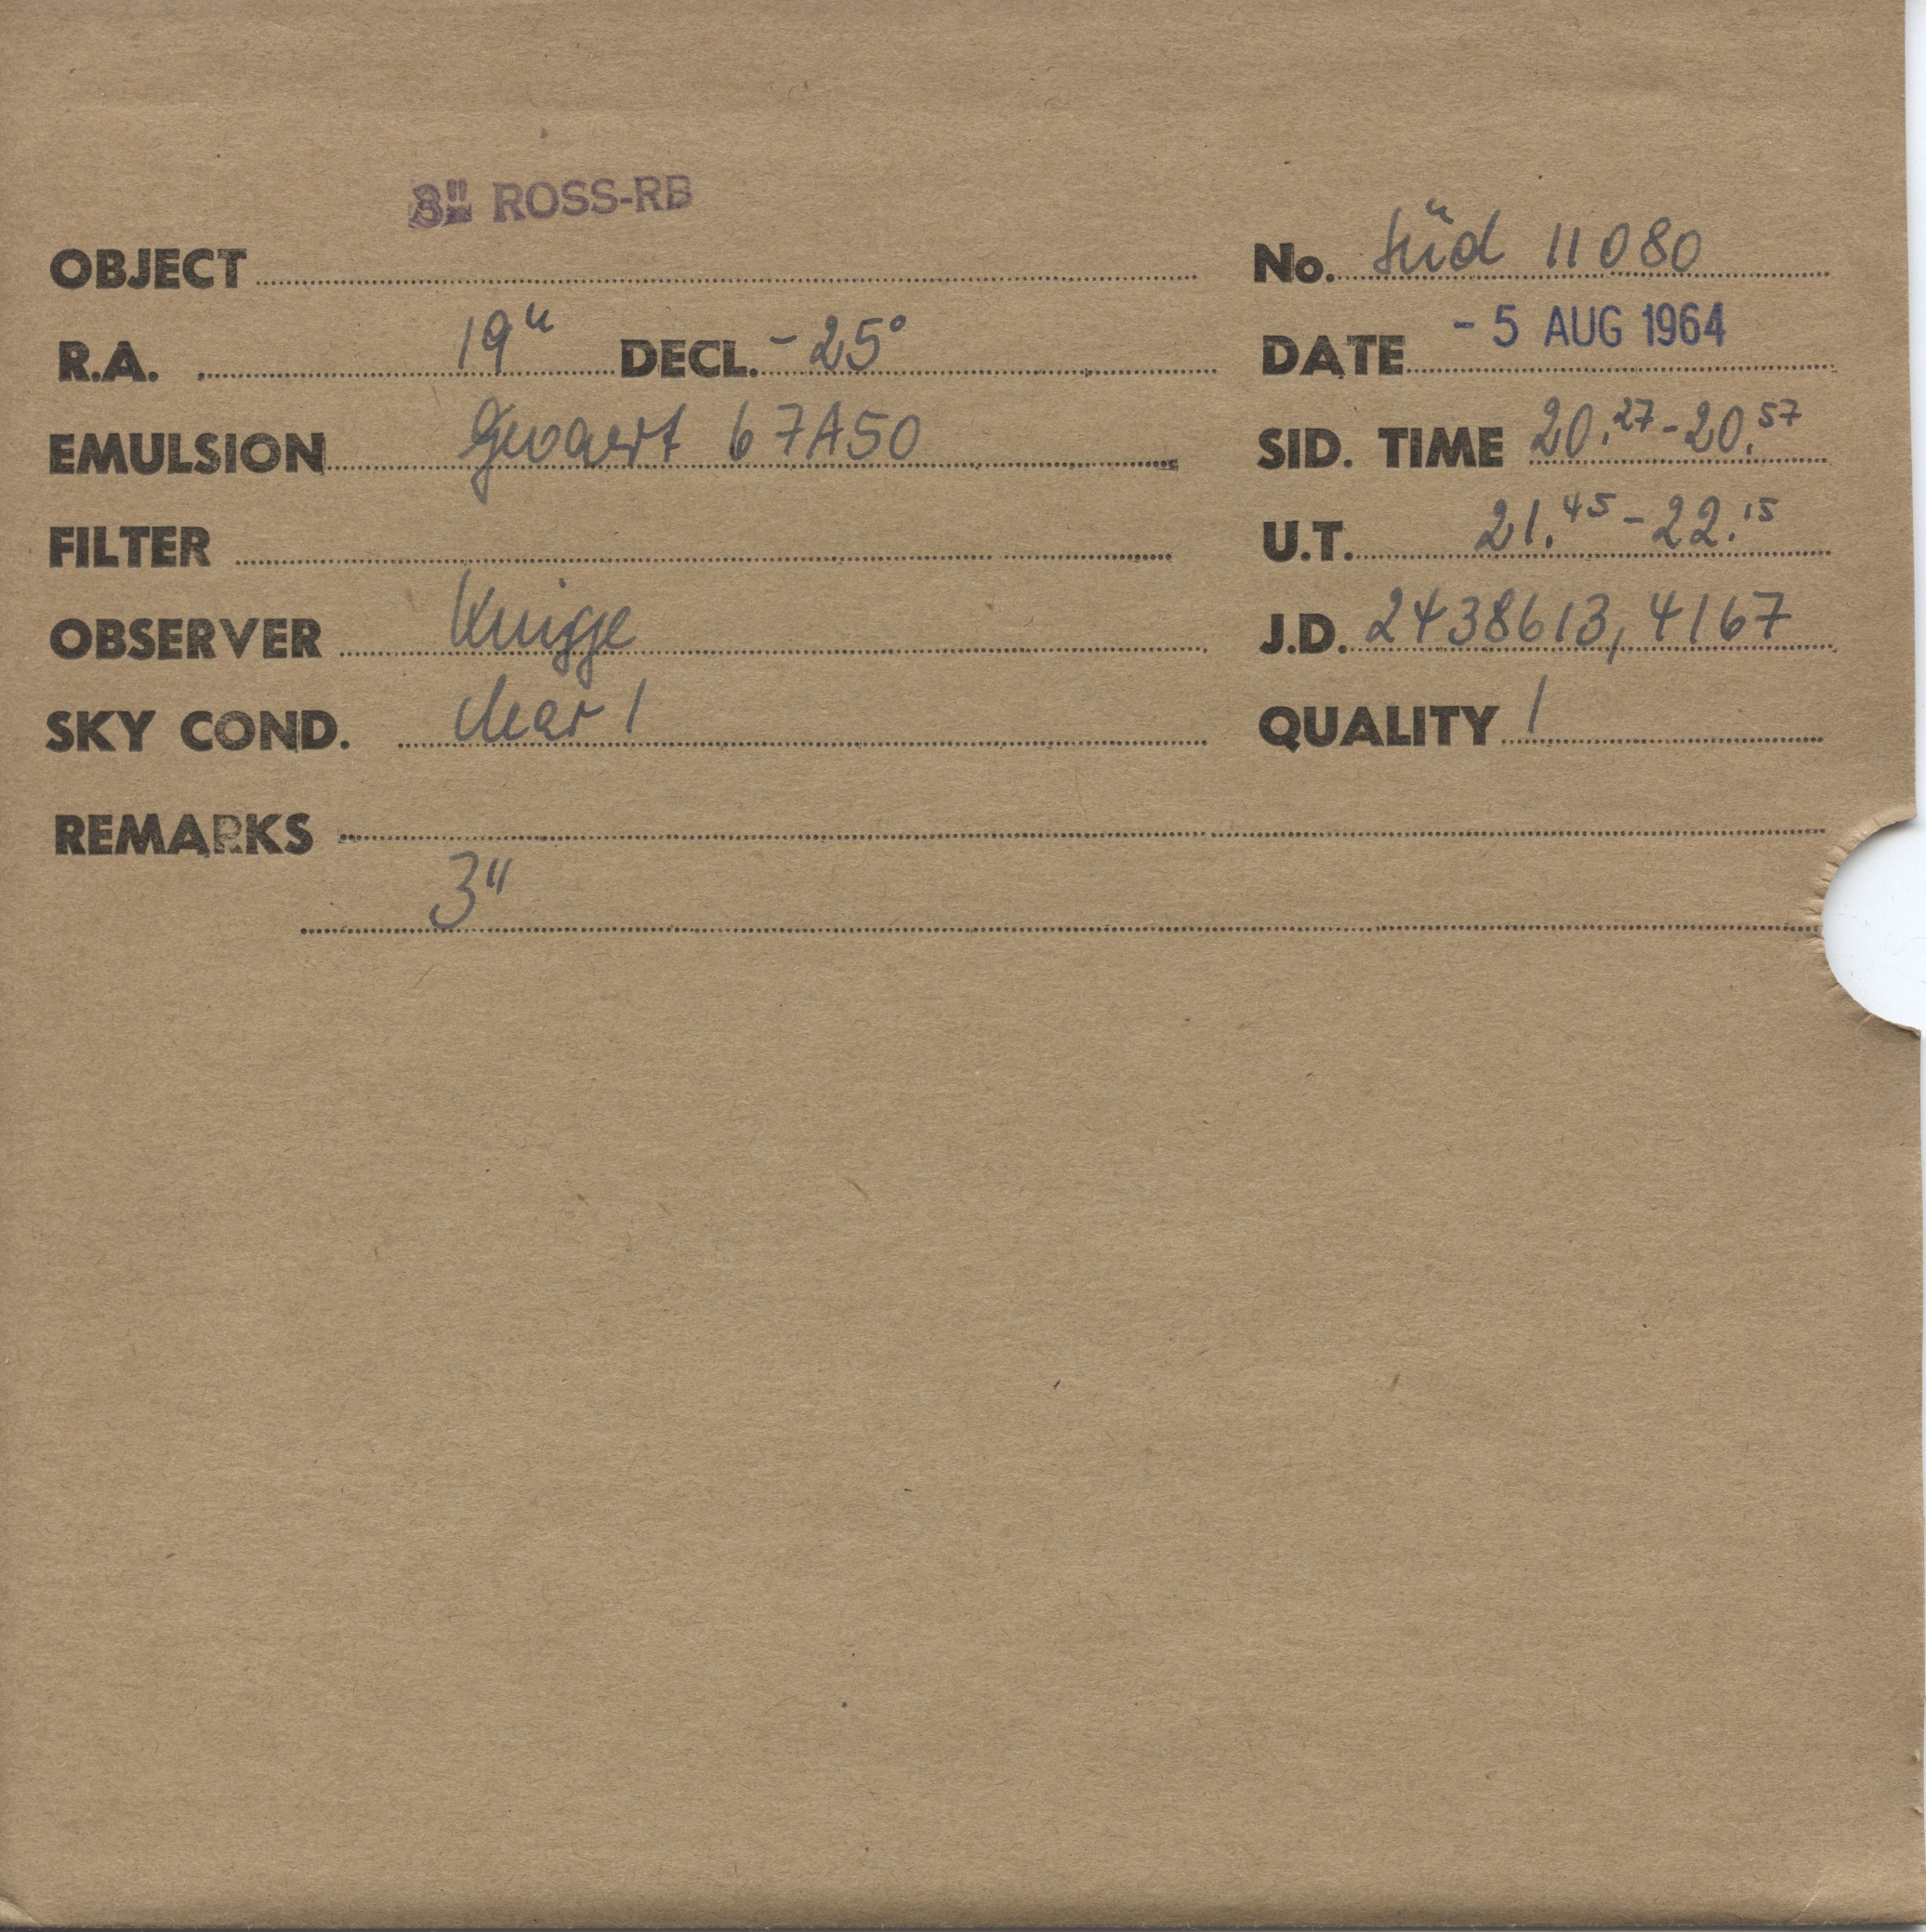 3" ROSS-RB
OBJECT
No. Süd 11080
R.A. 19ʰ DECL. -25°
DATE - 5 AUG 1964
EMULSION Gevaert 67A50
SID. TIME 20.27-20.57
FILTER
U.T. 21.45-22.15
OBSERVER Knigge
J.D. 2438613,4167
SKY COND. clear 1
QUALITY 1
REMARKS
3"